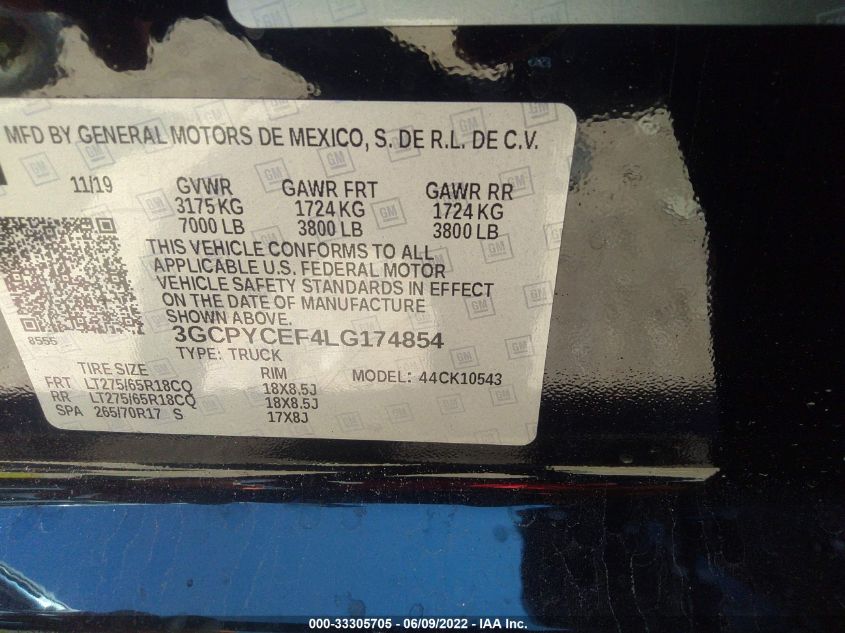 MFD BY GENERAL MOTORS DE MEXICO, S. DE R.L. DE C.V.
11/19 GVWR GAWR FRT GAWR RR
3175 KG 1724 KG 1724 KG
7000 LB 3800 LB 3800 LB
THIS VEHICLE CONFORMS TO ALL
APPLICABLE U.S. FEDERAL MOTOR
VEHICLE SAFETY STANDARDS IN EFFECT
ON THE DATE OF MANUFACTURE
SHOWN ABOVE.
8555
3GCPYCEF4LG174854
TYPE: TRUCK
TIRE SIZE RIM MODEL: 44CK10543
FRT LT275/65R18CQ 18X8.5J
RR LT275/65R18CQ 18X8.5J
SPA 265/70R17 S 17X8J
000-33305705 - 06/09/2022 - IAA Inc.